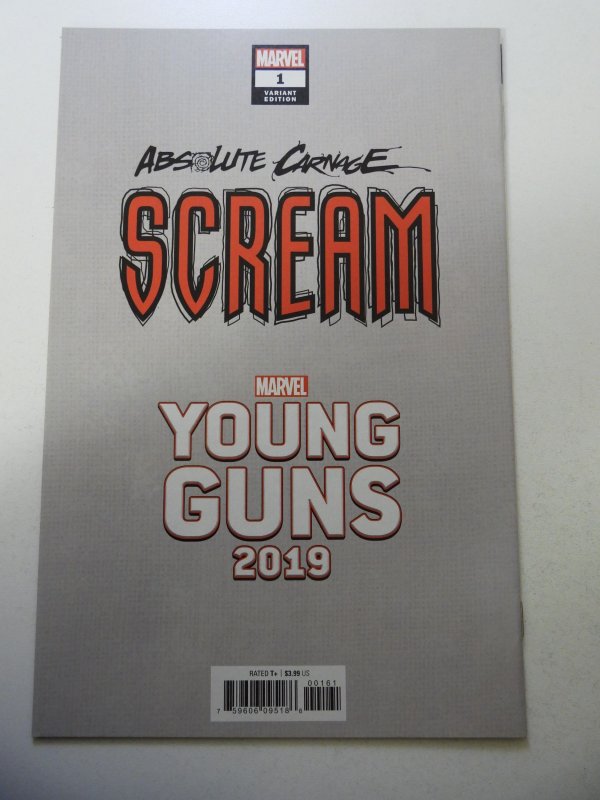 MARVEL
1
VARIANT
EDITION
ABSOLUTE CARNAGE
SCREAM
MARVEL
YOUNG
GUNS
2019
RATED T+ | $3.99 US
00161
7 59606 09518 6